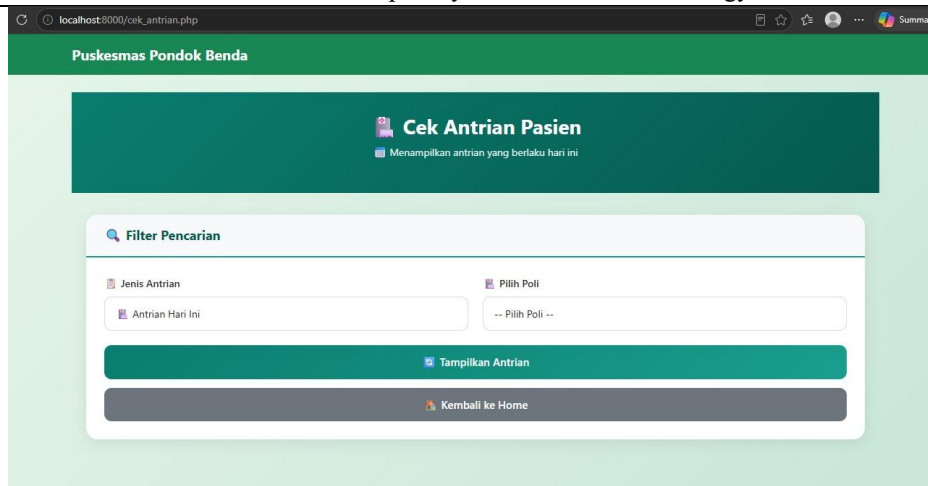 localhost:8000/cek_antrian.php
Puskesmas Pondok Benda
Cek Antrian Pasien
Menampilkan antrian yang berlaku hari ini
Filter Pencarian
Jenis Antrian
Pilih Poli
Antrian Hari Ini
-- Pilih Poli --
Tampilkan Antrian
Kembali ke Home